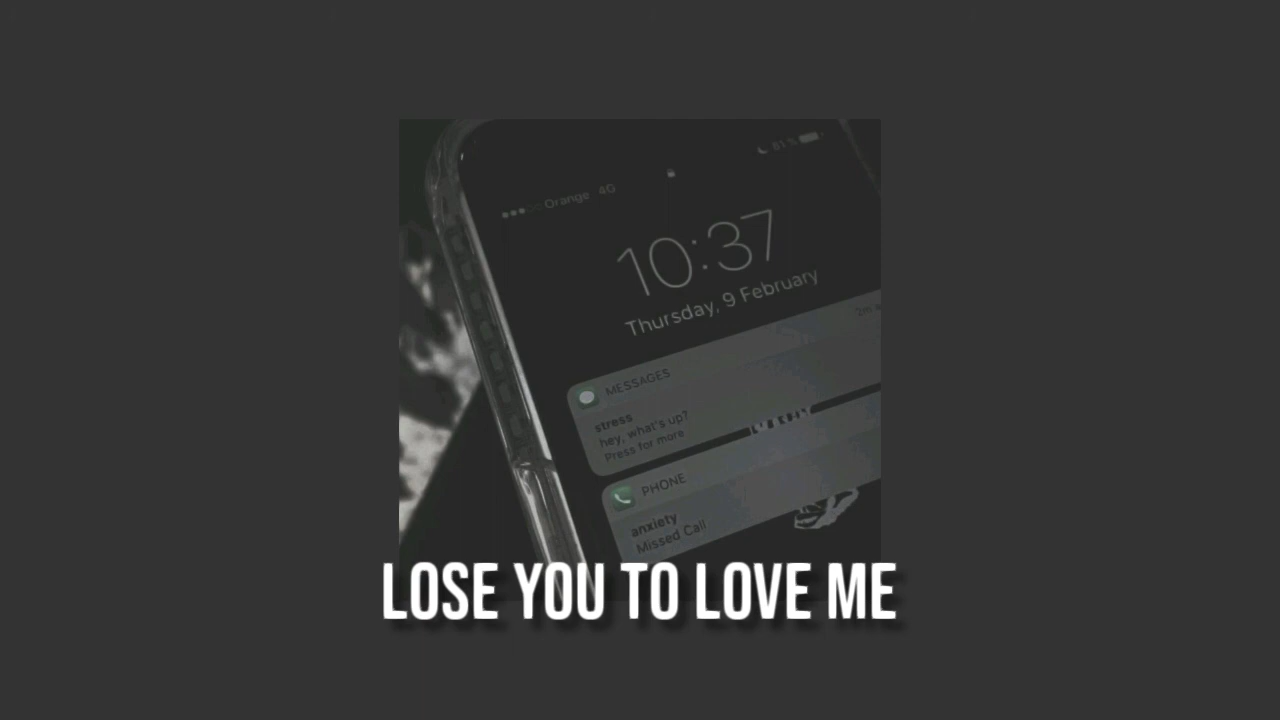 81%
Orange 4G
10:37
Thursday, 9 February
MESSAGES
stress
hey, what's up?
Press for more
PHONE
anxiety
Missed Call
LOSE YOU TO LOVE ME